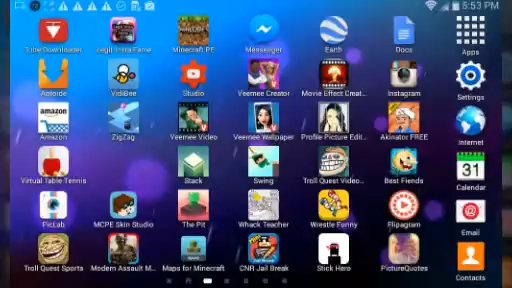 5:53 PM
TubeDownloader
Legit InstaFame
Minecraft PE
Messenger
Earth
Docs
Apps
Aptoide
VidiBee
Studio
Veemee Creator
Movie Effect Creat...
Instagram
Settings
amazon
Amazon
ZigZag
Veemee Video
Veemee Wallpaper
Profile Picture Edit...
Akinator FREE
Internet
Virtual Table Tennis
Stack
Swing
Troll Quest Video...
Best Fiends
31
Calendar
PicLab
MCPE Skin Studio
The Pit
Whack Teacher
Wrestle Funny
Flipagram
Email
Troll Quest Sports
Modern Assault M...
Maps for Minecraft
CNR Jail Break
Stick Hero
PictureQuotes
Contacts